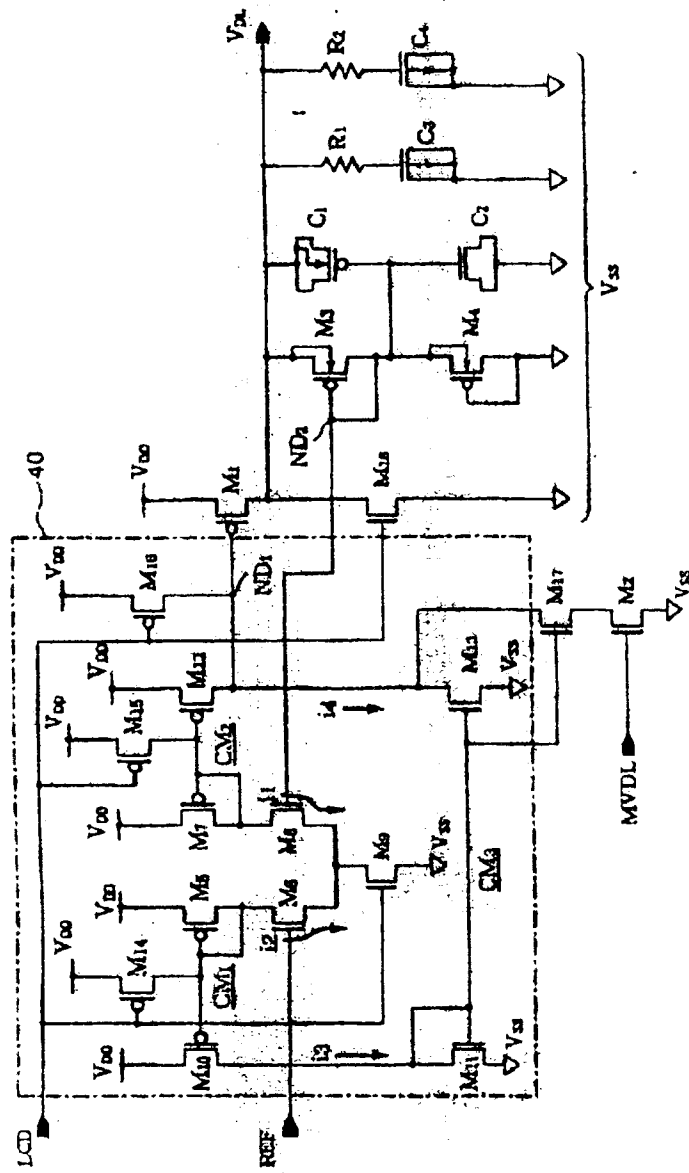 40
LCD
REF
MVDL
VDD
M10
M14
VDD
M5
VDD
M7
VDD
M15
VDD
M12
VDD
M16
VDD
M1
VDL
CM1
CM2
ND1
i2
M6
i1
M8
M9
VSS
i3
i4
M11
VSS
CM3
VSS
M17
M2
VSS
M18
ND2
M3
M4
C1
C2
R1
R2
C3
C4
VSS